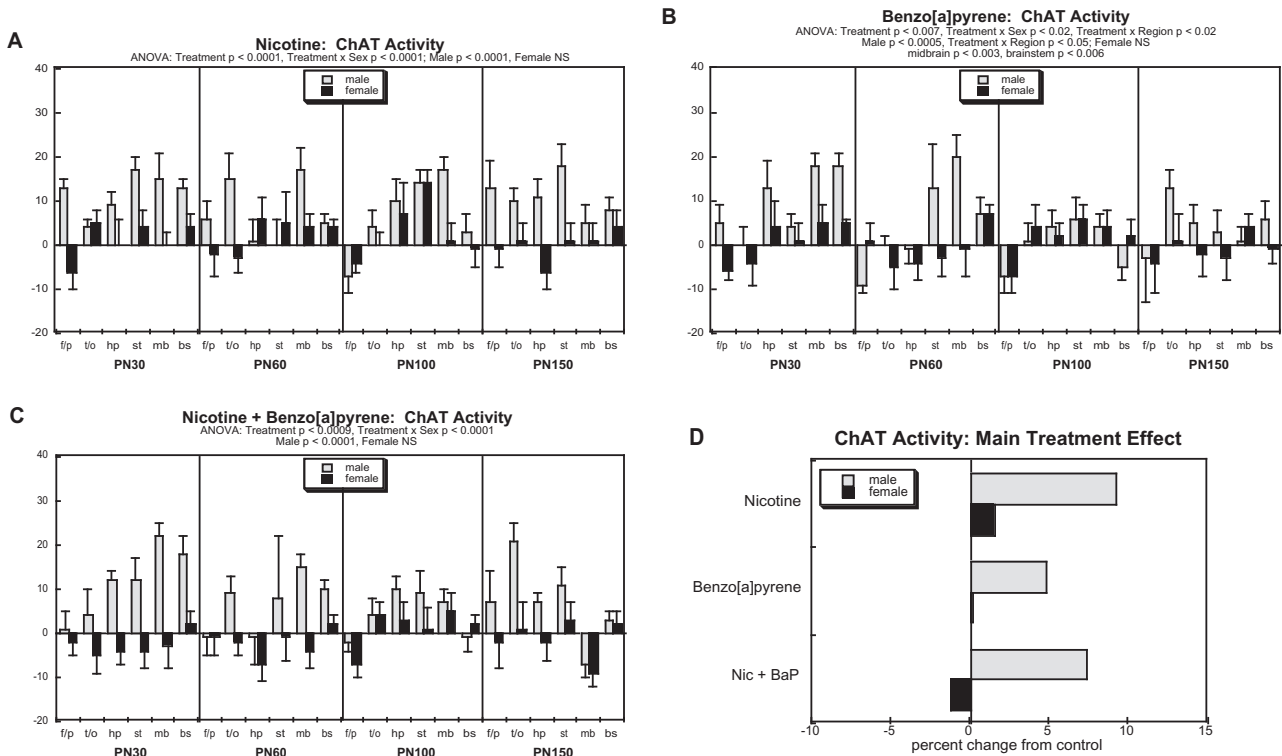 A
Nicotine: ChAT Activity
ANOVA: Treatment p < 0.0001, Treatment x Sex p < 0.0001; Male p < 0.0001, Female NS
male
female
40
30
20
10
0
-10
-20
f/p t/o hp st mb bs f/p t/o hp st mb bs f/p t/o hp st mb bs f/p t/o hp st mb bs
PN30 PN60 PN100 PN150
B
Benzo[a]pyrene: ChAT Activity
ANOVA: Treatment p < 0.007, Treatment x Sex p < 0.02, Treatment x Region p < 0.02
Male p < 0.0005, Treatment x Region p < 0.05; Female NS
midbrain p < 0.003, brainstem p < 0.006
male
female
40
30
20
10
0
-10
-20
f/p t/o hp st mb bs f/p t/o hp st mb bs f/p t/o hp st mb bs f/p t/o hp st mb bs
PN30 PN60 PN100 PN150
C
Nicotine + Benzo[a]pyrene: ChAT Activity
ANOVA: Treatment p < 0.0009, Treatment x Sex p < 0.0001
Male p < 0.0001, Female NS
male
female
40
30
20
10
0
-10
-20
f/p t/o hp st mb bs f/p t/o hp st mb bs f/p t/o hp st mb bs f/p t/o hp st mb bs
PN30 PN60 PN100 PN150
D
ChAT Activity: Main Treatment Effect
male
female
Nicotine
Benzo[a]pyrene
Nic + BaP
-10 -5 0 5 10 15
percent change from control